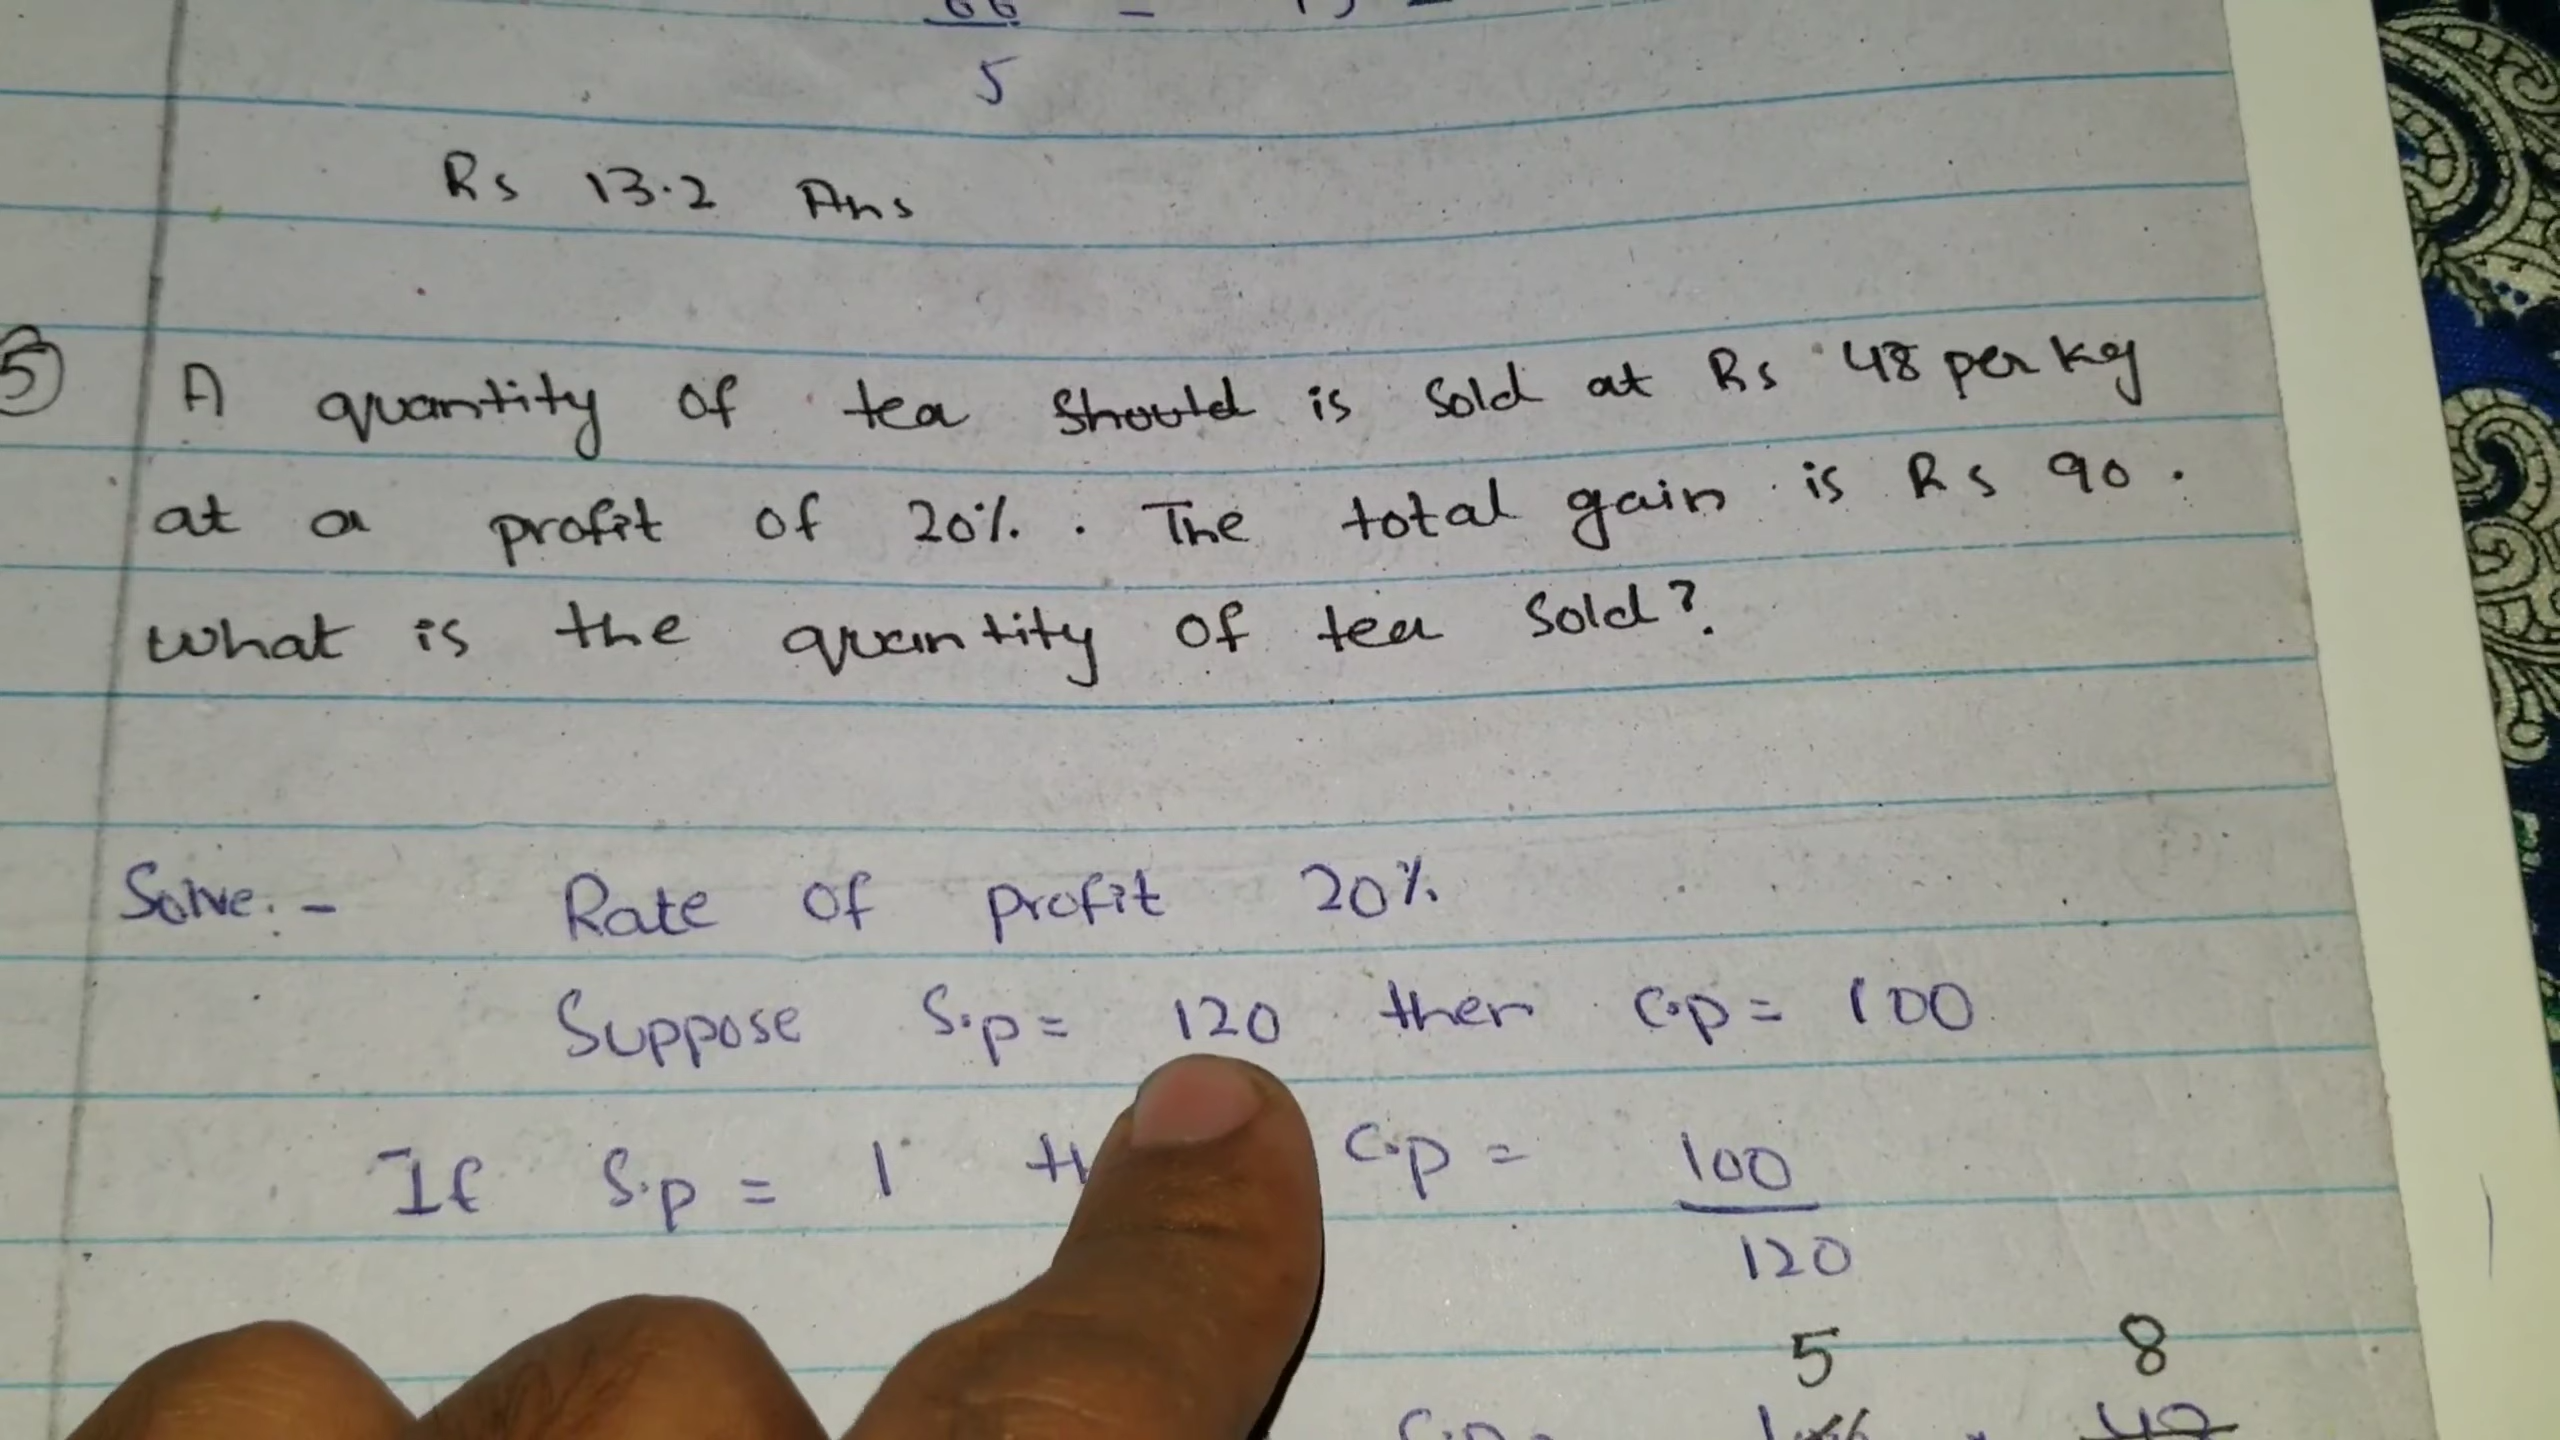 66 -
5
Rs 13.2 Ans
5 A quantity of tea should is sold at Rs 48 per kg
at a profit of 20%. The total gain is Rs 90.
what is the quantity of tea sold?
Solve:- Rate of profit 20%
Suppose S.p = 120 then C.p = 100
If S.p = 1 C.p = 100
120
5 8